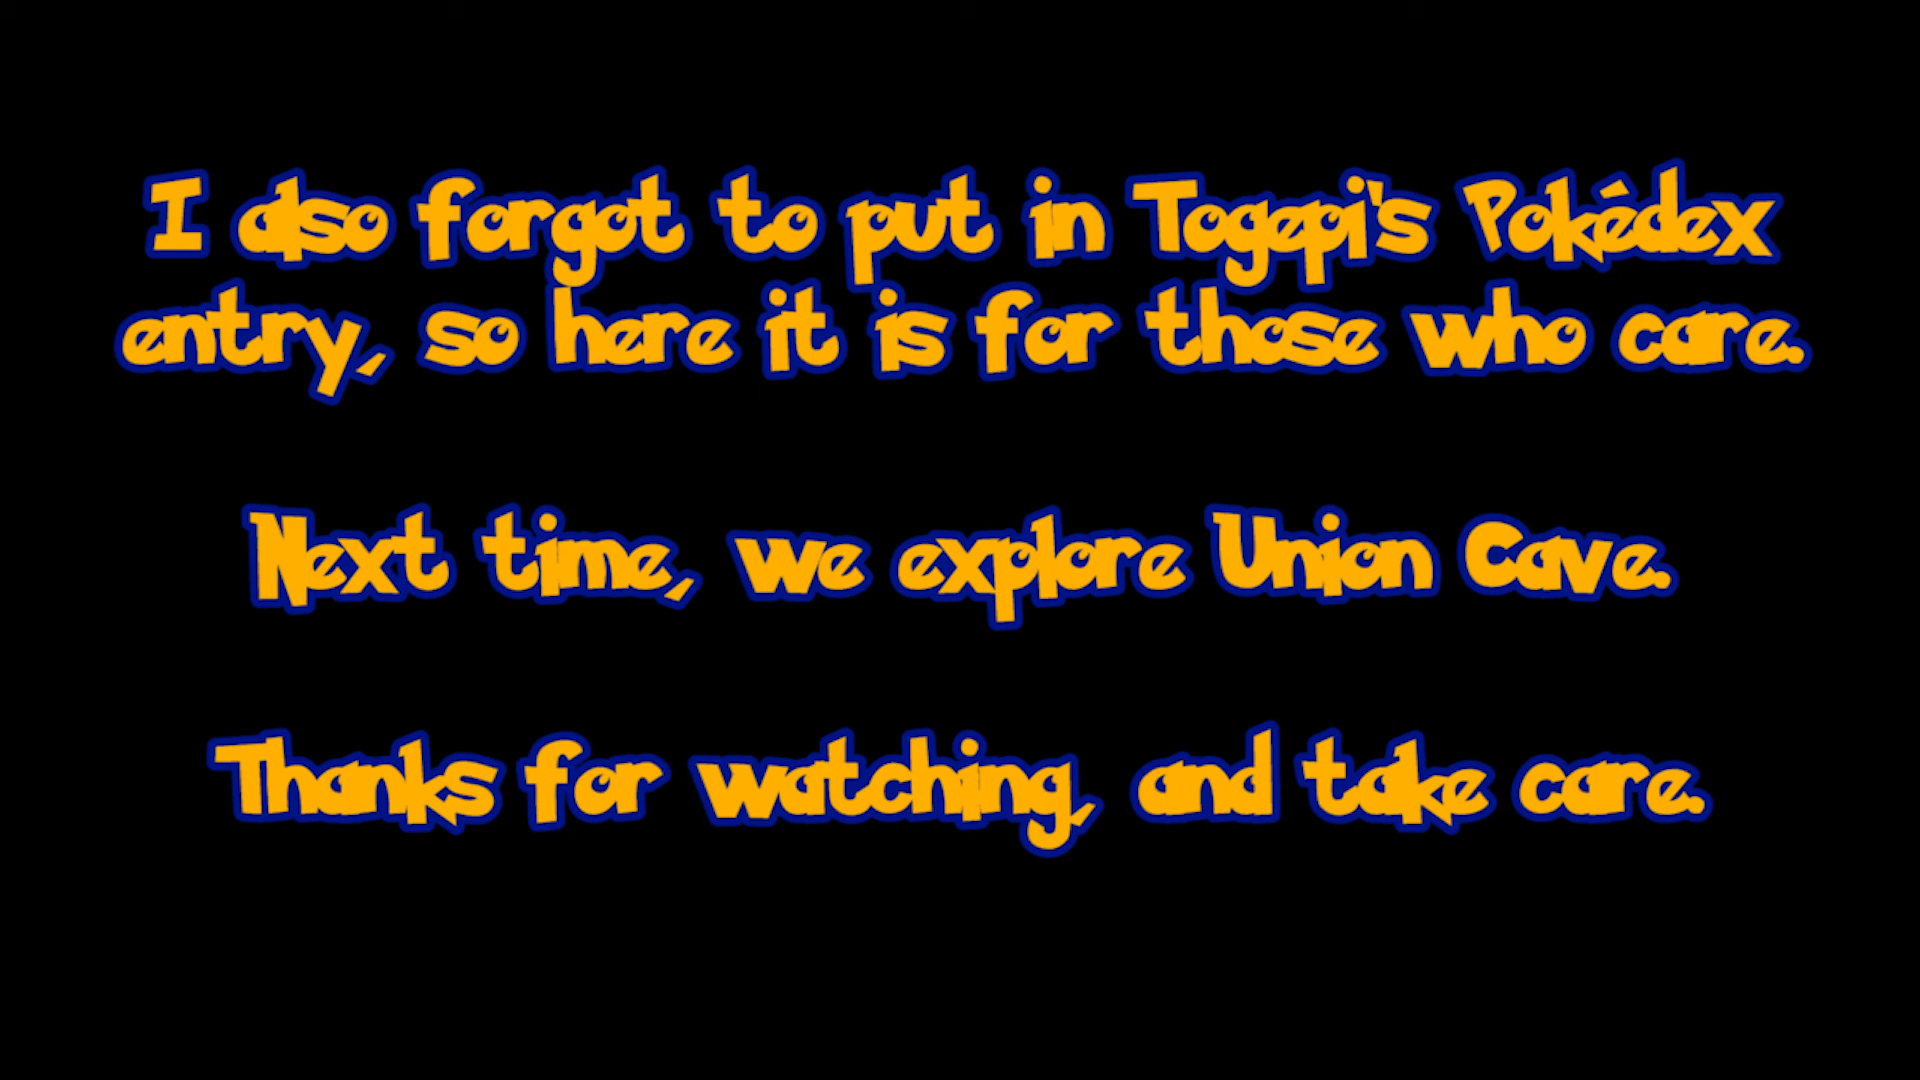 I also forgot to put in Togepi's Pokédex
entry, so here it is for those who care.
Next time, we explore Union Cave.
Thanks for watching, and take care.